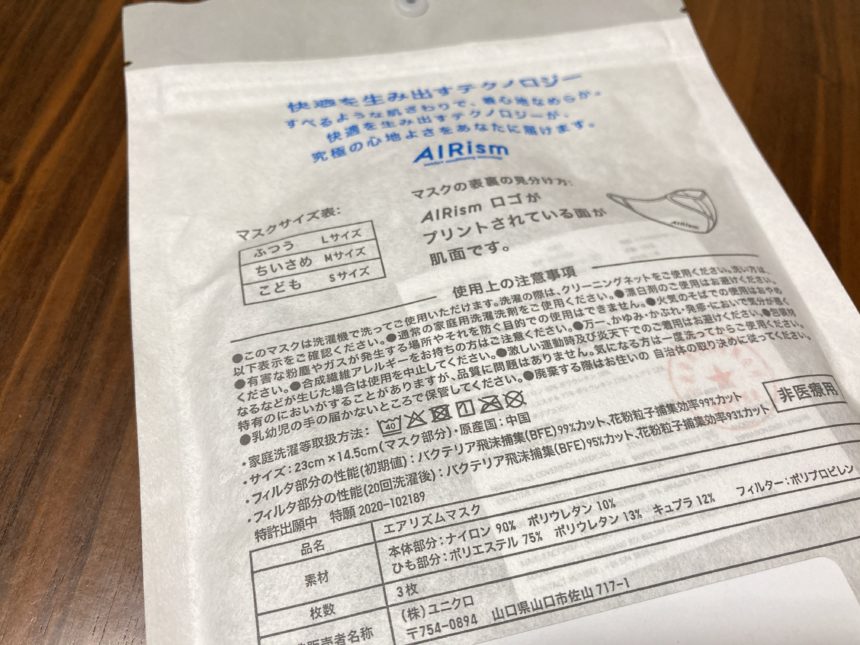 快適を生み出すテクノロジー
すべるような肌ざわりで、着心地なめらか。
快適を生み出すテクノロジーが、
究極の心地よさをあなたに届けます。
AIRism
マスクサイズ表:
ふつう Lサイズ
ちいさめ Mサイズ
こども Sサイズ
マスクの表裏の見分け方:
AIRism ロゴが
プリントされている面が
肌面です。
AIRism
使用上の注意事項
●このマスクは洗濯機で洗ってご使用いただけます。洗濯の際は、クリーニングネットをご使用ください。洗い方は、
以下表示をご確認ください。●通常の家庭用洗濯洗剤をご使用ください。●漂白剤のご使用はお避けください。
●有害な粉塵やガスが発生する場所やそれを防ぐ目的での使用はできません。●火気のそばでの使用はおやめ
ください。●合成繊維アレルギーをお持ちの方はご注意ください。●万一、かゆみ・かぶれ・発赤・においで気分が悪く
なるなどが生じた場合は使用を中止してください。●激しい運動時及び炎天下でのご着用はお避けください。●包装材
特有のにおいがすることがありますが、品質に問題はありません。気になる方は一度洗ってからご使用ください。
●乳幼児の手の届かないところで保管してください。●廃棄する際はお住いの 自治体の取り決めに従ってください。
・家庭洗濯等取扱方法: 40
・サイズ:23cm×14.5cm(マスク部分)・原産国:中国
非医療用
・フィルタ部分の性能(初期値):バクテリア飛沫捕集(BFE)99%カット、花粉粒子捕集効率99%カット
・フィルタ部分の性能(20回洗濯後):バクテリア飛沫捕集(BFE)95%カット、花粉粒子捕集効率93%カット
特許出願中 特願 2020-102189
品名 エアリズムマスク
素材 本体部分:ナイロン 90% ポリウレタン 10%
ひも部分:ポリエステル 75% ポリウレタン 13% キュプラ 12% フィルター:ポリプロピレン
枚数 3枚
販売者名称 (株)ユニクロ
〒754-0894 山口県山口市佐山 717-1